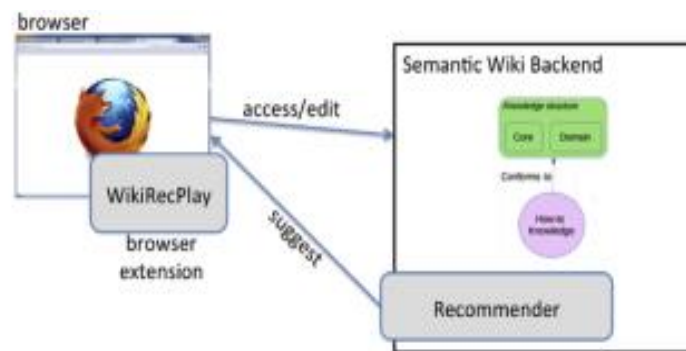 browser
Semantic Wiki Backend
access/edit
Knowledge structure
Core
Domain
Conforms to
WikiRecPlay
How-to
Knowledge
browser
extension
suggest
Recommender